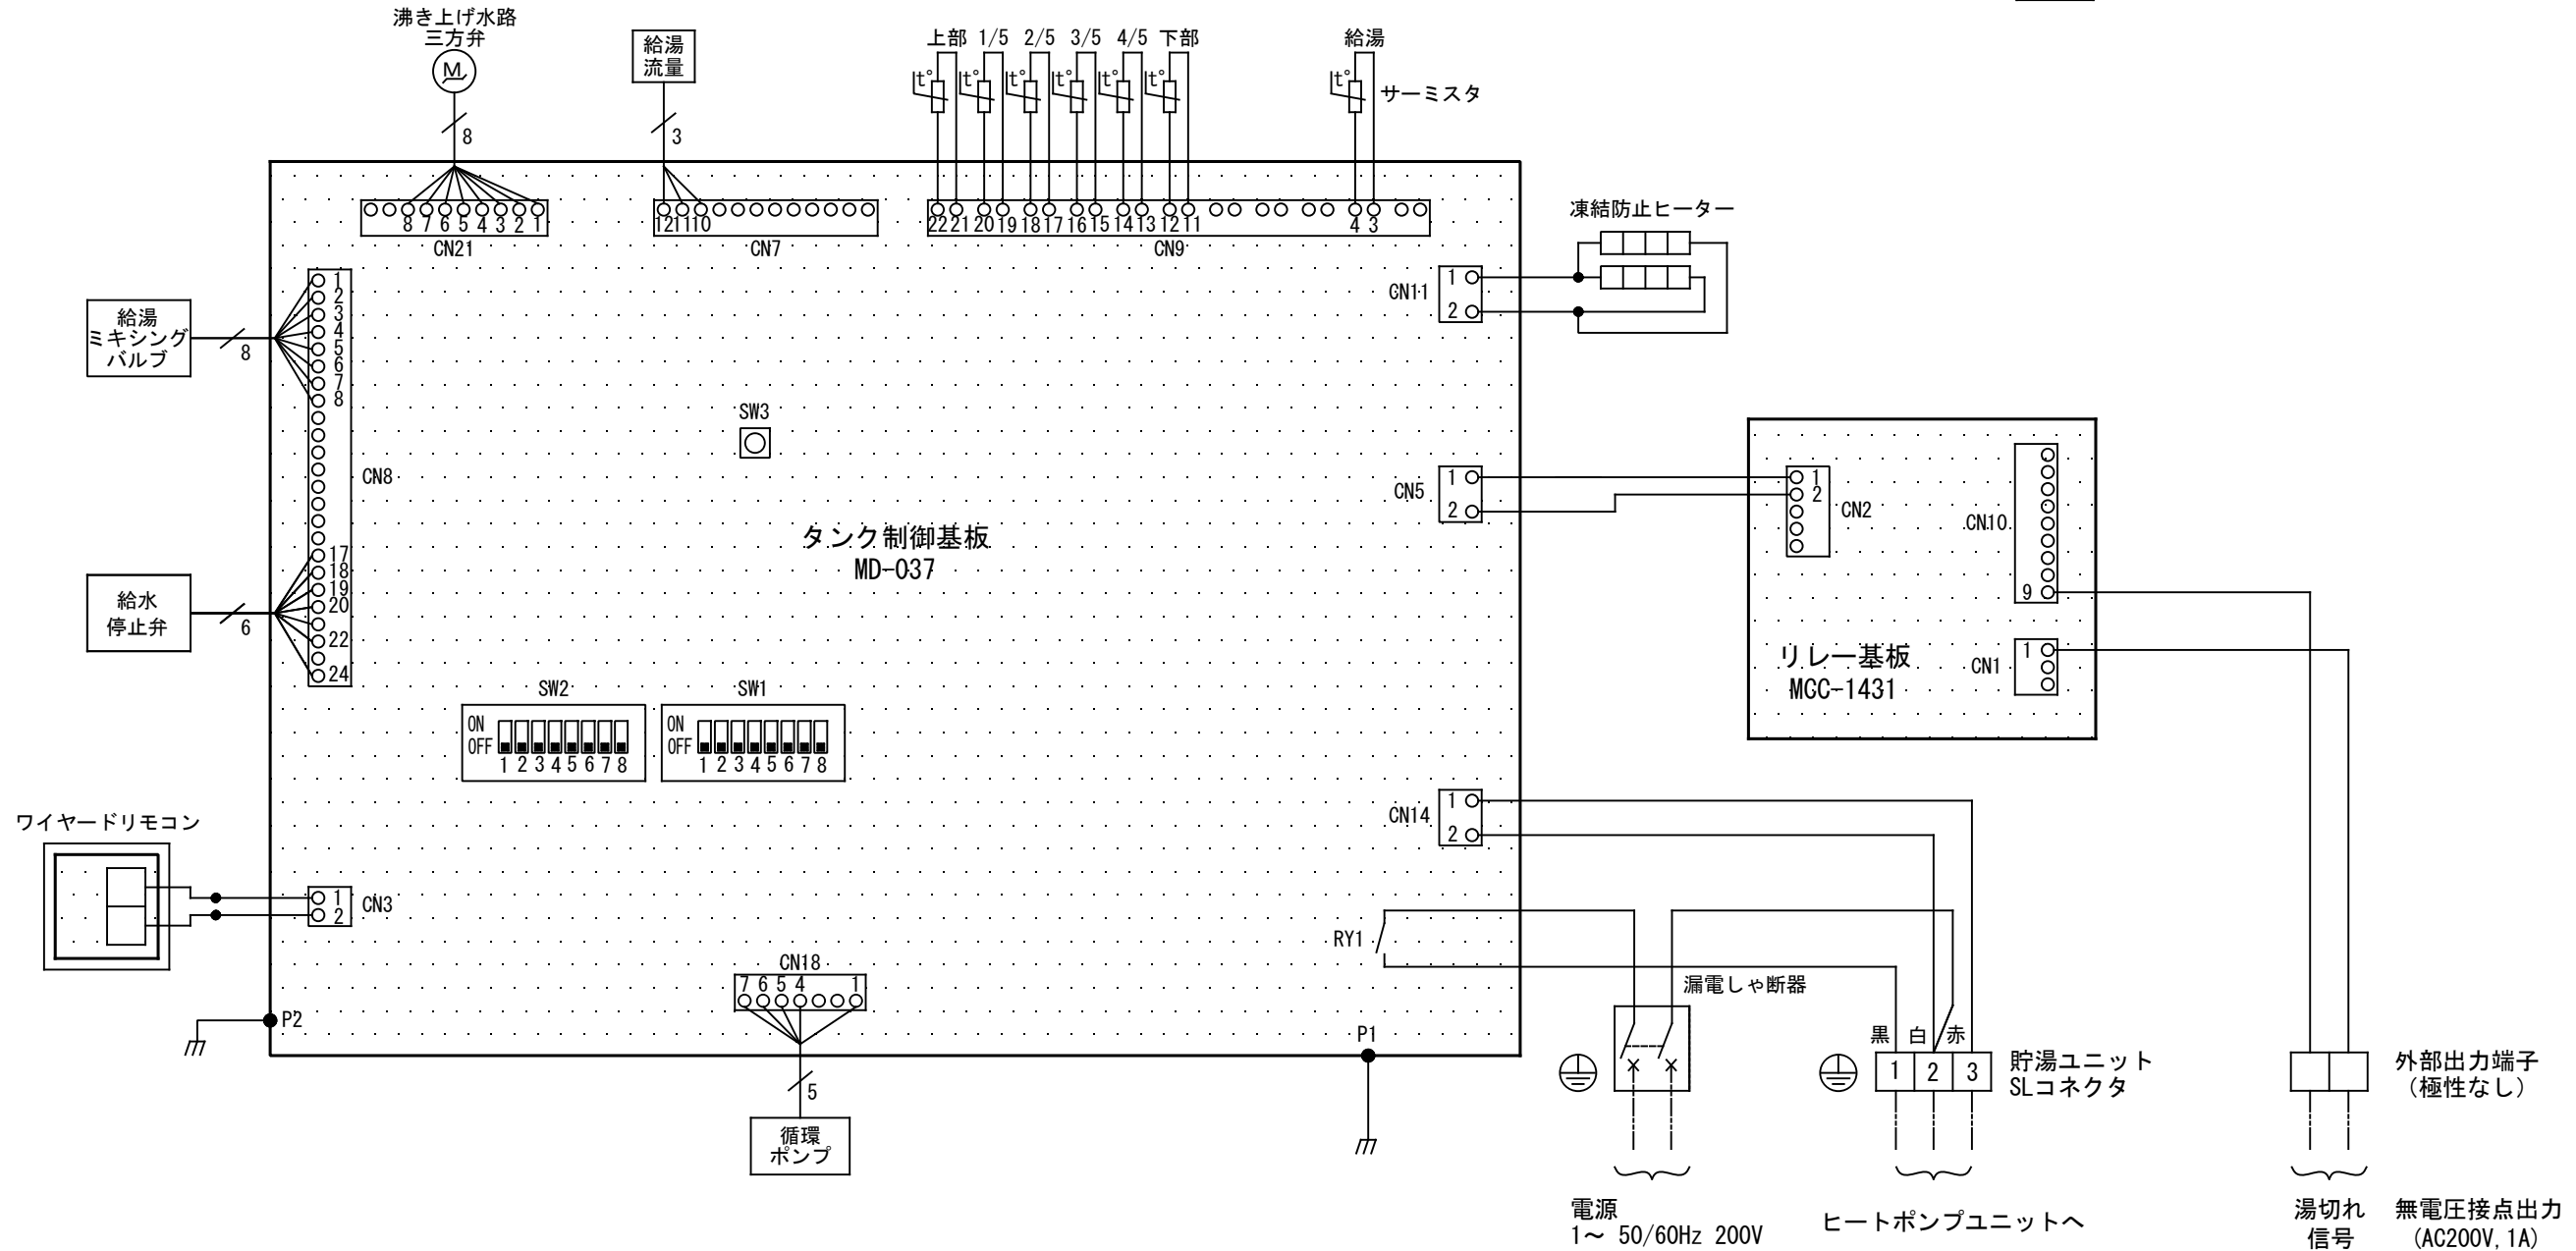 沸き上げ水路
三方弁
M
8
給湯
流量
3
上部 1/5 2/5 3/5 4/5 下部
t° t° t° t° t° t°
給湯
t°
サーミスタ
8 7 6 5 4 3 2 1
CN21
12 11 10
CN7
22 21 20 19 18 17 16 15 14 13 12 11 4 3
CN9
凍結防止ヒーター
CN11
1
2
給湯
ミキシング
バルブ
8
1
2
3
4
5
6
7
8
CN8
17
18
19
20
22
24
給水
停止弁
6
SW3
タンク制御基板
MD-037
CN5
1
2
1
2
CN2
CN10
9
リレー基板
MCC-1431
CN1
1
SW2
ON
OFF
1 2 3 4 5 6 7 8
SW1
ON
OFF
1 2 3 4 5 6 7 8
CN14
1
2
ワイヤードリモコン
1
2
CN3
RY1
CN18
7 6 5 4 1
5
循環
ポンプ
P2
P1
漏電しゃ断器
黒 白 赤
1 2 3
貯湯ユニット
SLコネクタ
外部出力端子
（極性なし）
電源
1～ 50/60Hz 200V
ヒートポンプユニットへ
湯切れ
信号
無電圧接点出力
（AC200V, 1A）